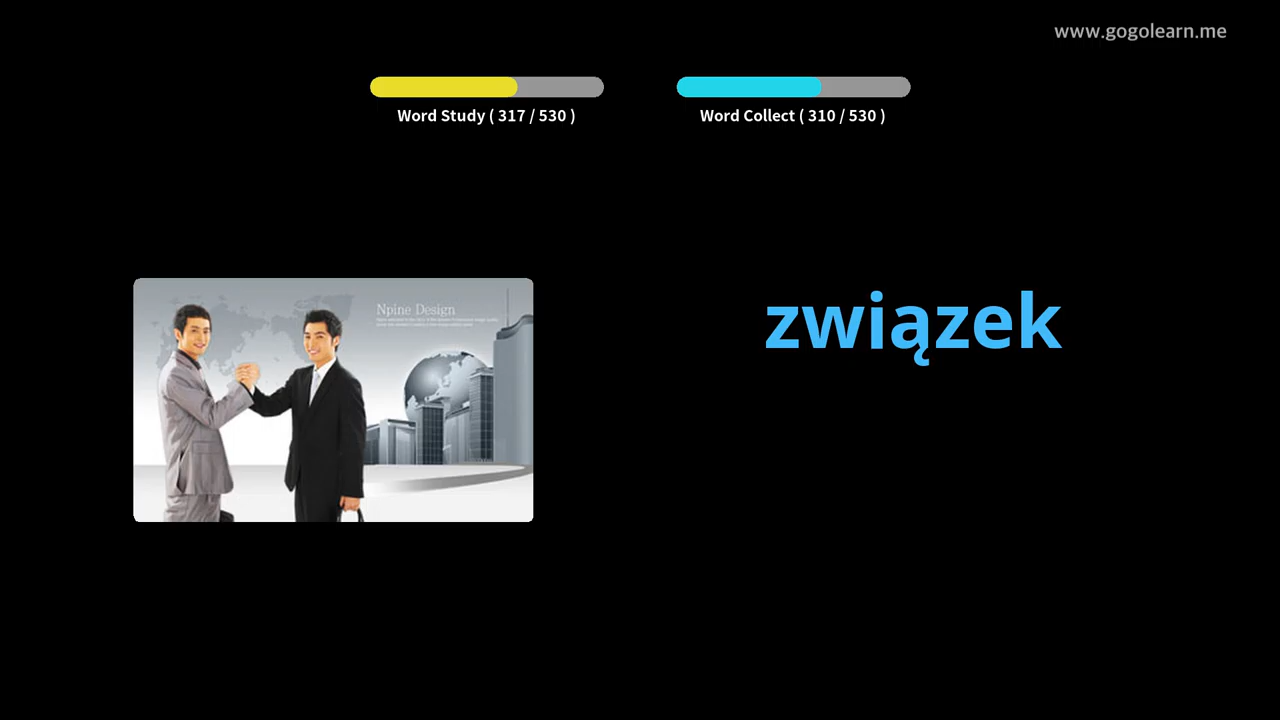 www.gogolearn.me
Word Study ( 317 / 530 )
Word Collect ( 310 / 530 )
Npine Design
związek